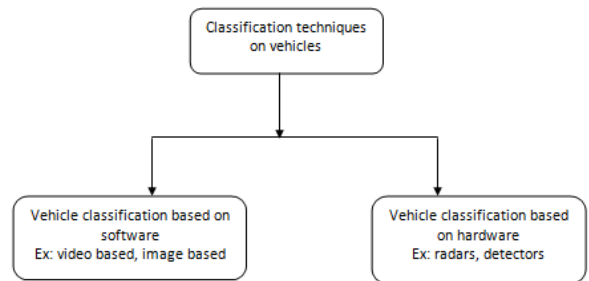 Classification techniques
on vehicles
Vehicle classification based on
software
Ex: video based, image based
Vehicle classification based
on hardware
Ex: radars, detectors